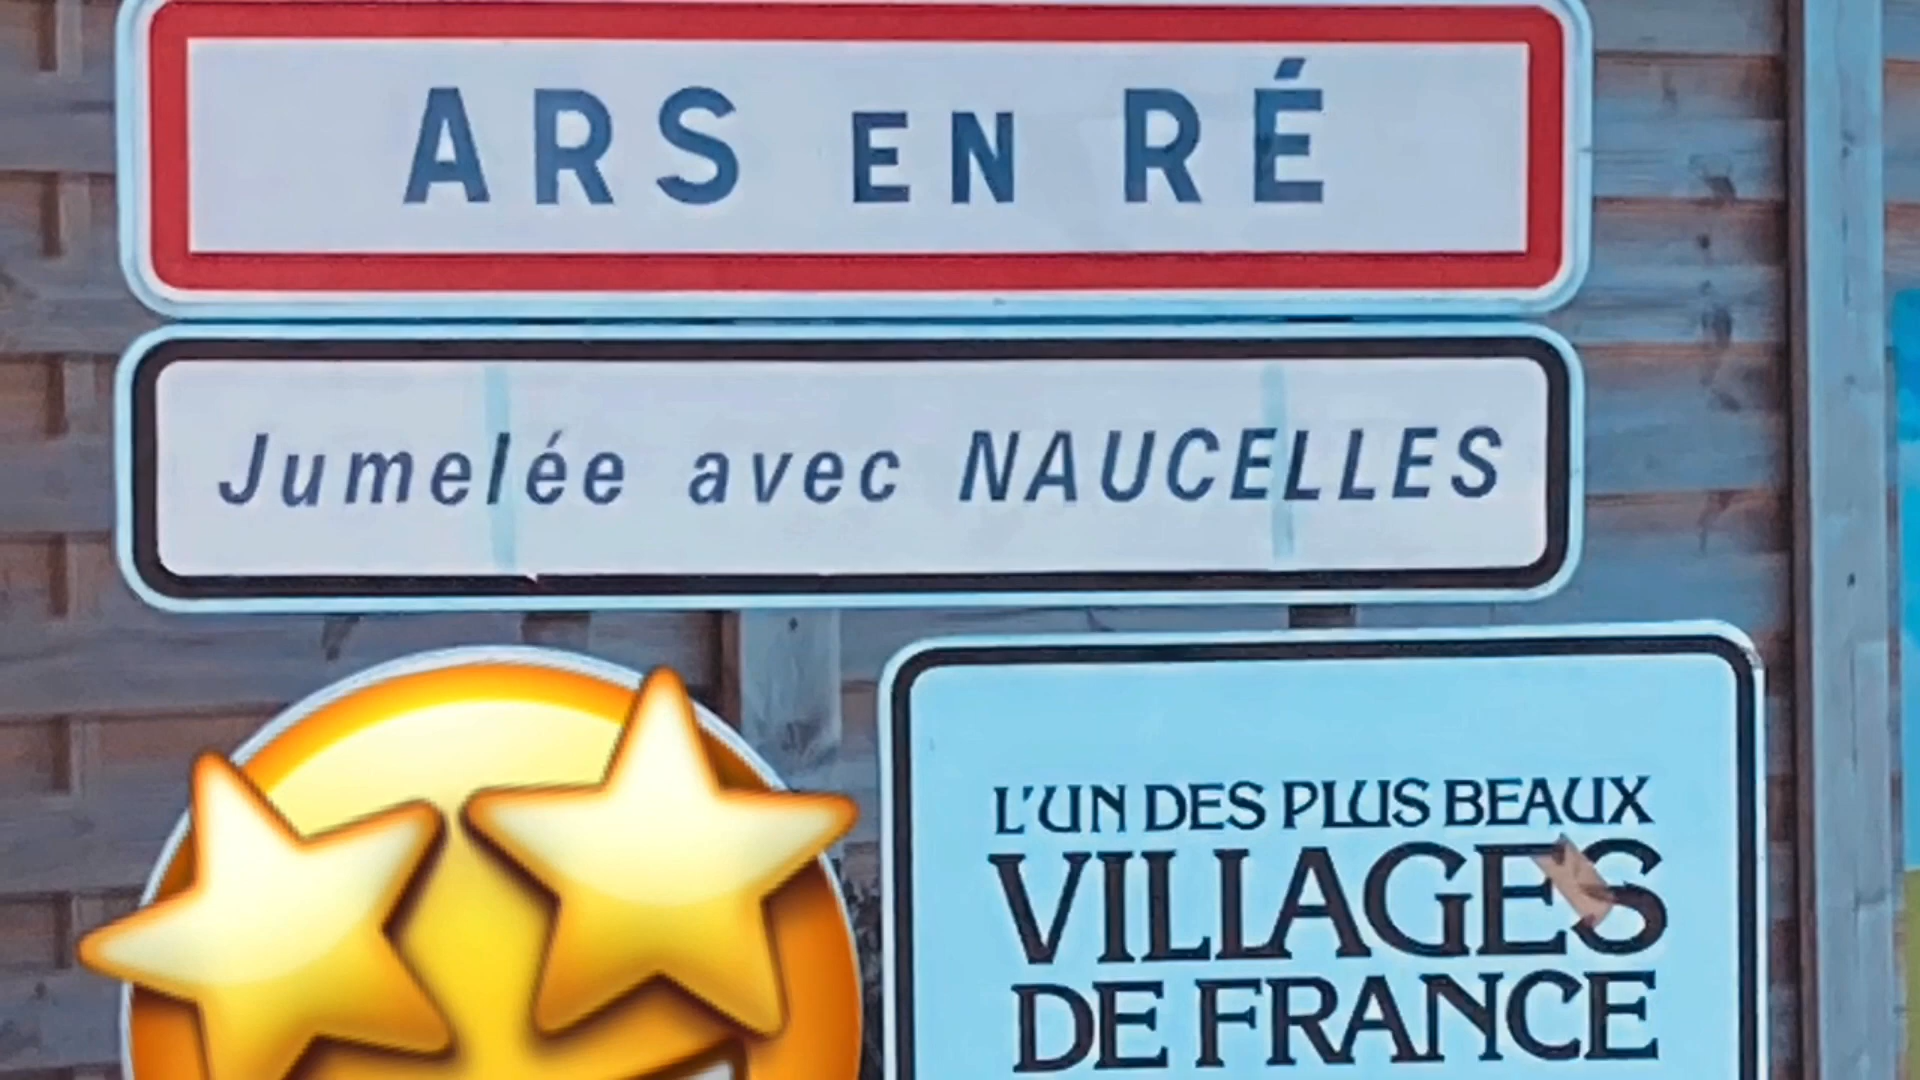 ARS EN RÉ
Jumelée avec NAUCELLES
L'UN DES PLUS BEAUX
VILLAGES
DE FRANCE